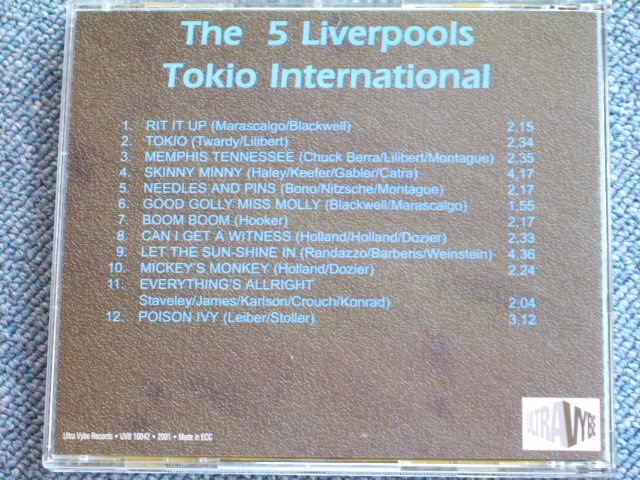 The 5 Liverpools
Tokio International
1. RIT IT UP (Marascalgo/Blackwell) 2.15
2. TOKIO (Twardy/Lilibert) 2.34
3. MEMPHIS TENNESSEE (Chuck Berra/Lilibert/Montague) 2.35
4. SKINNY MINNY (Haley/Keefer/Gabler/Catra) 4.17
5. NEEDLES AND PINS (Bono/Nitzsche/Montague) 2.17
6. GOOD GOLLY MISS MOLLY (Blackwell/Marascalgo) 1.55
7. BOOM BOOM (Hooker) 2.17
8. CAN I GET A WITNESS (Holland/Holland/Dozier) 2.33
9. LET THE SUN-SHINE IN (Randazzo/Barberis/Weinstein) 4.36
10. MICKEY'S MONKEY (Holland/Dozier) 2.24
11. EVERYTHING'S ALLRIGHT
Staveley/James/Karlson/Crouch/Konrad) 2.04
12. POISON IVY (Leiber/Stoller) 3.12
ULTRA VYBE
Ultra Vybe Records • UVB 10042 • 2001 • Made in ECC